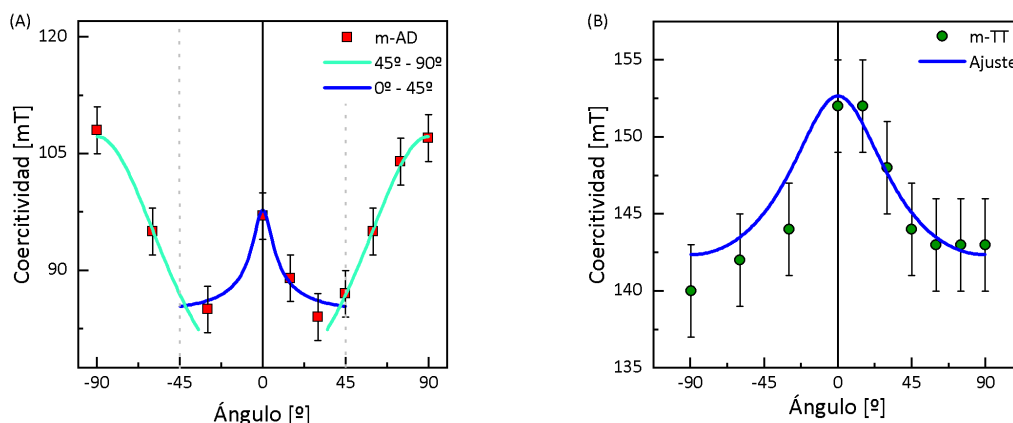 (A)
120
105
90
Coercitividad [mT]
m-AD
45º - 90º
0º - 45º
-90
-45
0
45
90
Ángulo [º]
(B)
155
150
145
140
135
Coercitividad [mT]
m-TT
Ajuste
-90
-45
0
45
90
Ángulo [º]